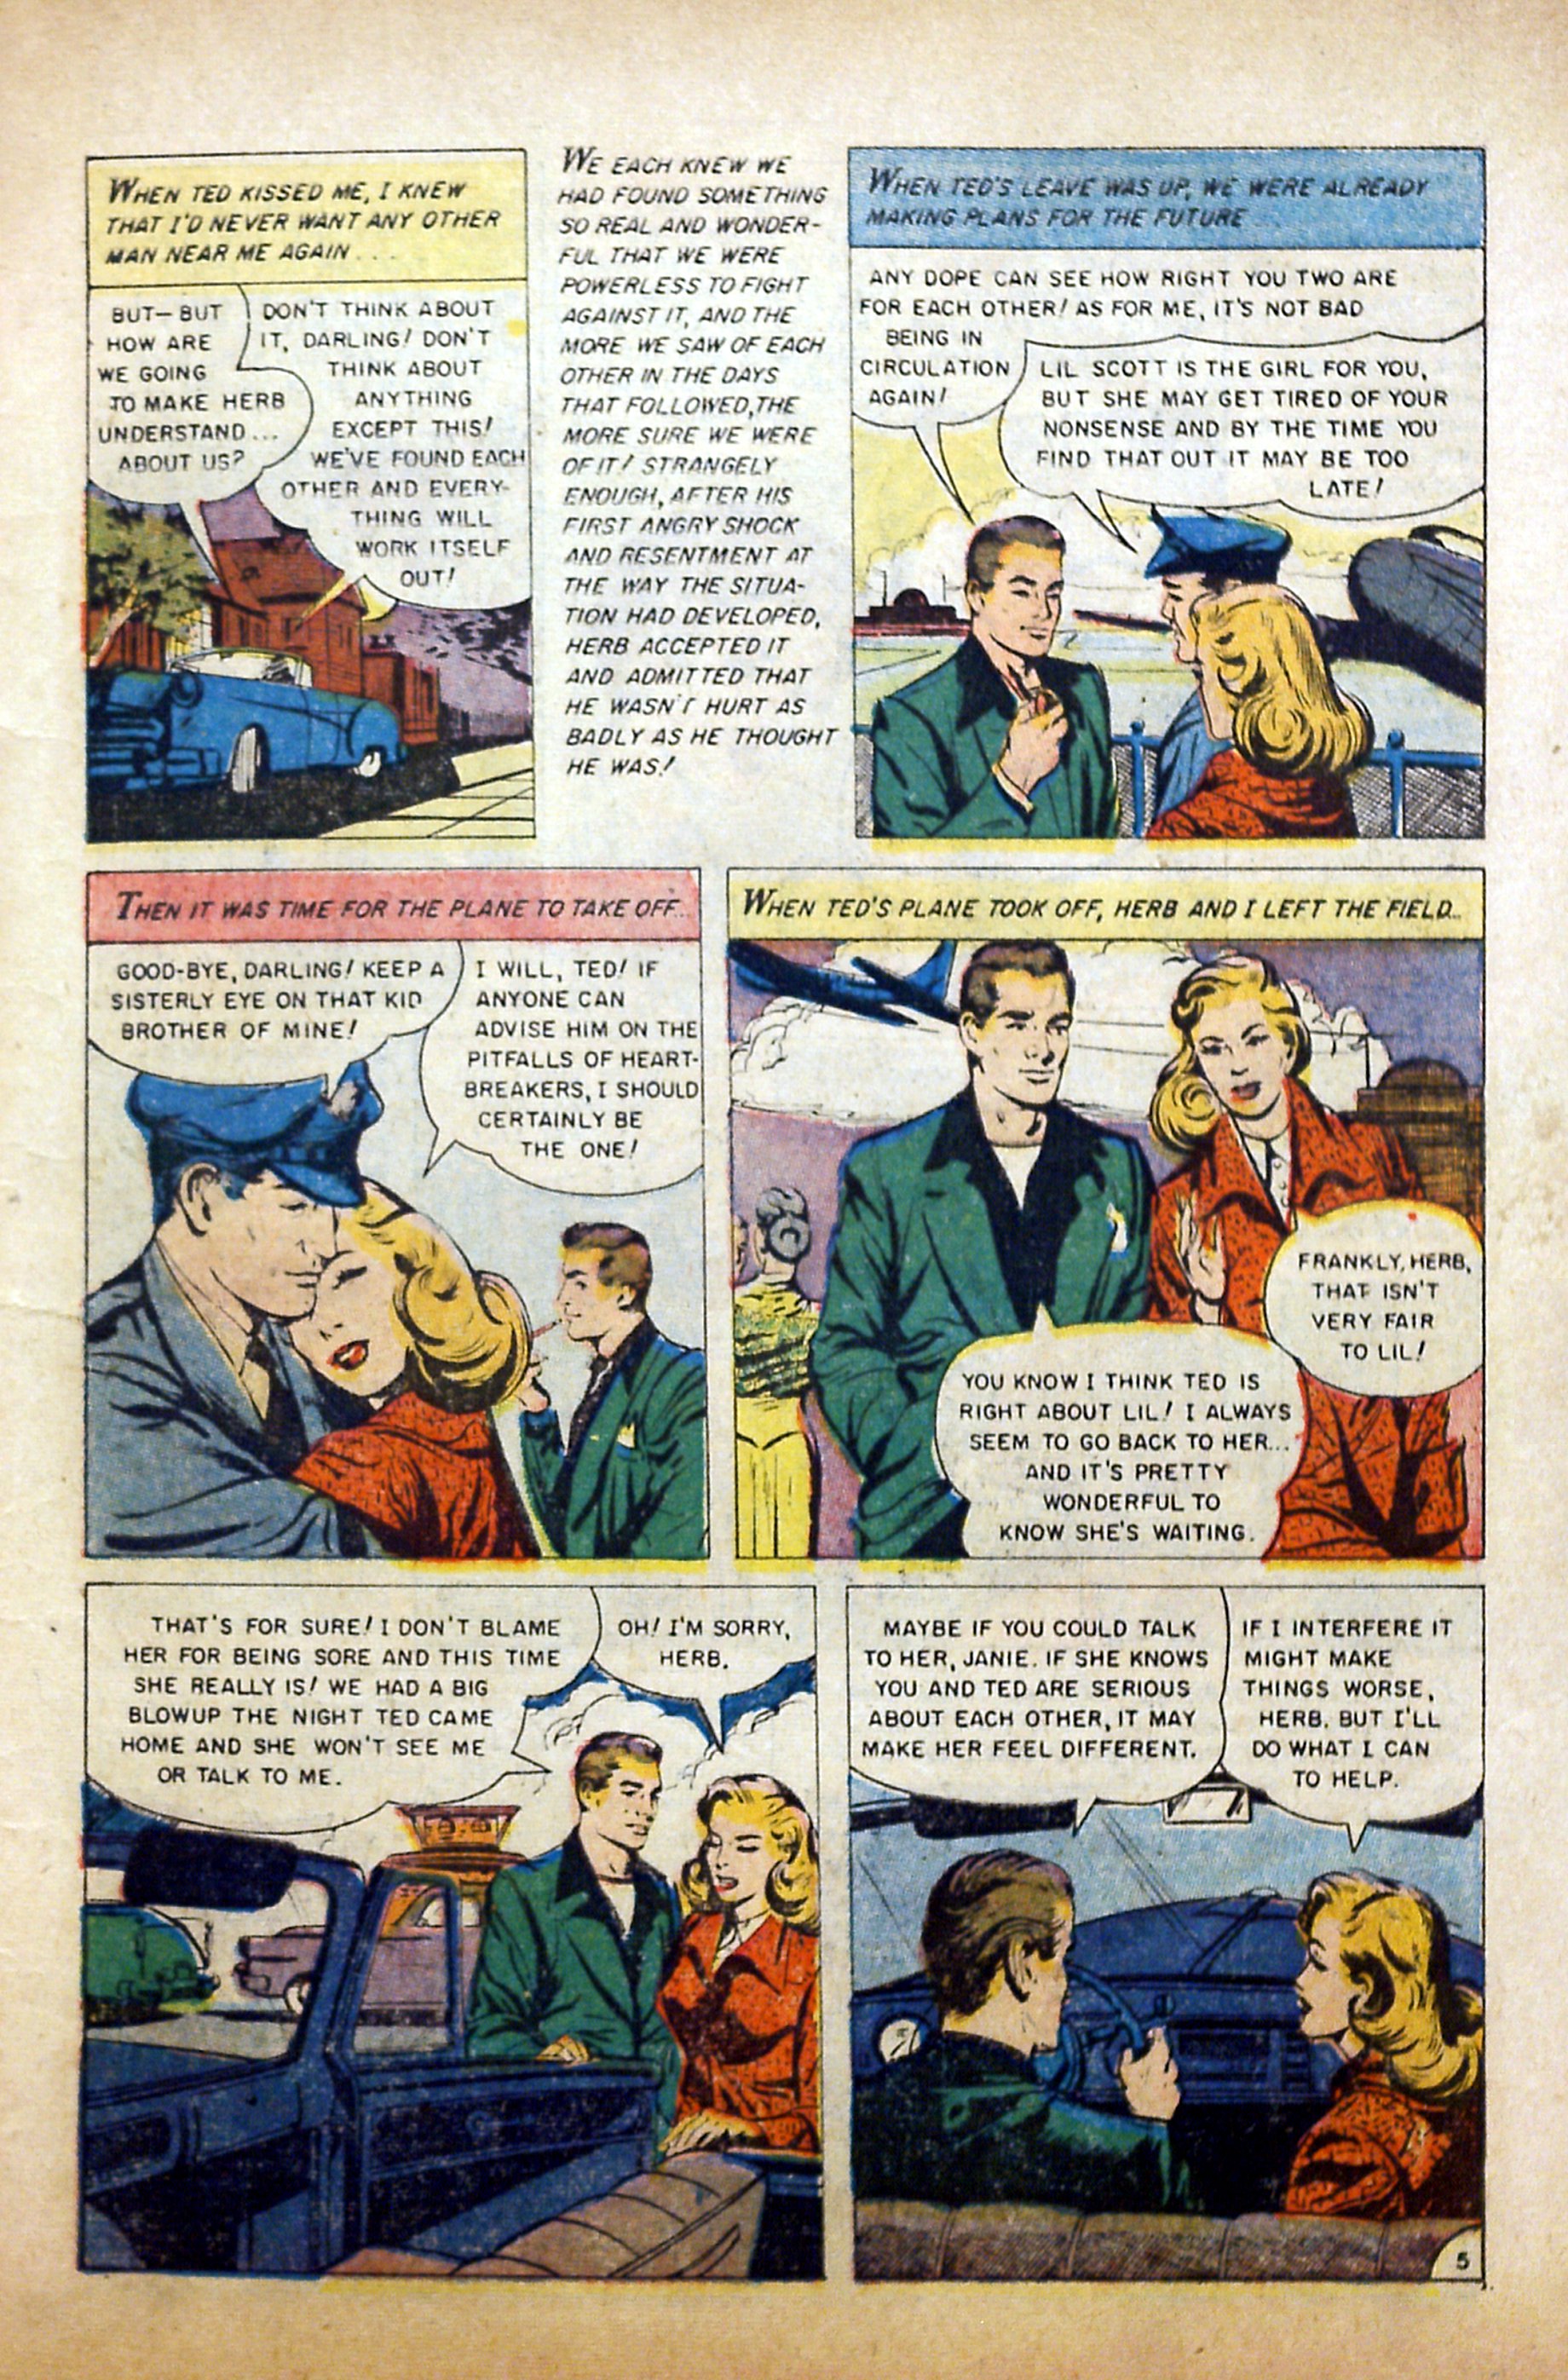 WHEN TED KISSED ME, I KNEW
THAT I'D NEVER WANT ANY OTHER
MAN NEAR ME AGAIN . . .
BUT— BUT
HOW ARE
WE GOING
TO MAKE HERB
UNDERSTAND...
ABOUT US?
DON'T THINK ABOUT
IT, DARLING! DON'T
THINK ABOUT
ANYTHING
EXCEPT THIS!
WE'VE FOUND EACH
OTHER AND EVERY-
THING WILL
WORK ITSELF
OUT!
WE EACH KNEW WE
HAD FOUND SOMETHING
SO REAL AND WONDER-
FUL THAT WE WERE
POWERLESS TO FIGHT
AGAINST IT, AND THE
MORE WE SAW OF EACH
OTHER IN THE DAYS
THAT FOLLOWED, THE
MORE SURE WE WERE
OF IT! STRANGELY
ENOUGH, AFTER HIS
FIRST ANGRY SHOCK
AND RESENTMENT AT
THE WAY THE SITUA-
TION HAD DEVELOPED,
HERB ACCEPTED IT
AND ADMITTED THAT
HE WASN'T HURT AS
BADLY AS HE THOUGHT
HE WAS!
WHEN TED'S LEAVE WAS UP, WE WERE ALREADY
MAKING PLANS FOR THE FUTURE . . .
ANY DOPE CAN SEE HOW RIGHT YOU TWO ARE
FOR EACH OTHER! AS FOR ME, IT'S NOT BAD
BEING IN
CIRCULATION
AGAIN!
LIL SCOTT IS THE GIRL FOR YOU,
BUT SHE MAY GET TIRED OF YOUR
NONSENSE AND BY THE TIME YOU
FIND THAT OUT IT MAY BE TOO
LATE!
THEN IT WAS TIME FOR THE PLANE TO TAKE OFF..
GOOD-BYE, DARLING! KEEP A
SISTERLY EYE ON THAT KID
BROTHER OF MINE!
I WILL, TED! IF
ANYONE CAN
ADVISE HIM ON THE
PITFALLS OF HEART-
BREAKERS, I SHOULD
CERTAINLY BE
THE ONE!
WHEN TED'S PLANE TOOK OFF, HERB AND I LEFT THE FIELD...
YOU KNOW I THINK TED IS
RIGHT ABOUT LIL! I ALWAYS
SEEM TO GO BACK TO HER...
AND IT'S PRETTY
WONDERFUL TO
KNOW SHE'S WAITING.
FRANKLY, HERB,
THAT ISN'T
VERY FAIR
TO LIL!
THAT'S FOR SURE! I DON'T BLAME
HER FOR BEING SORE AND THIS TIME
SHE REALLY IS! WE HAD A BIG
BLOWUP THE NIGHT TED CAME
HOME AND SHE WON'T SEE ME
OR TALK TO ME.
OH! I'M SORRY,
HERB.
MAYBE IF YOU COULD TALK
TO HER, JANIE. IF SHE KNOWS
YOU AND TED ARE SERIOUS
ABOUT EACH OTHER, IT MAY
MAKE HER FEEL DIFFERENT.
IF I INTERFERE IT
MIGHT MAKE
THINGS WORSE,
HERB. BUT I'LL
DO WHAT I CAN
TO HELP.
5